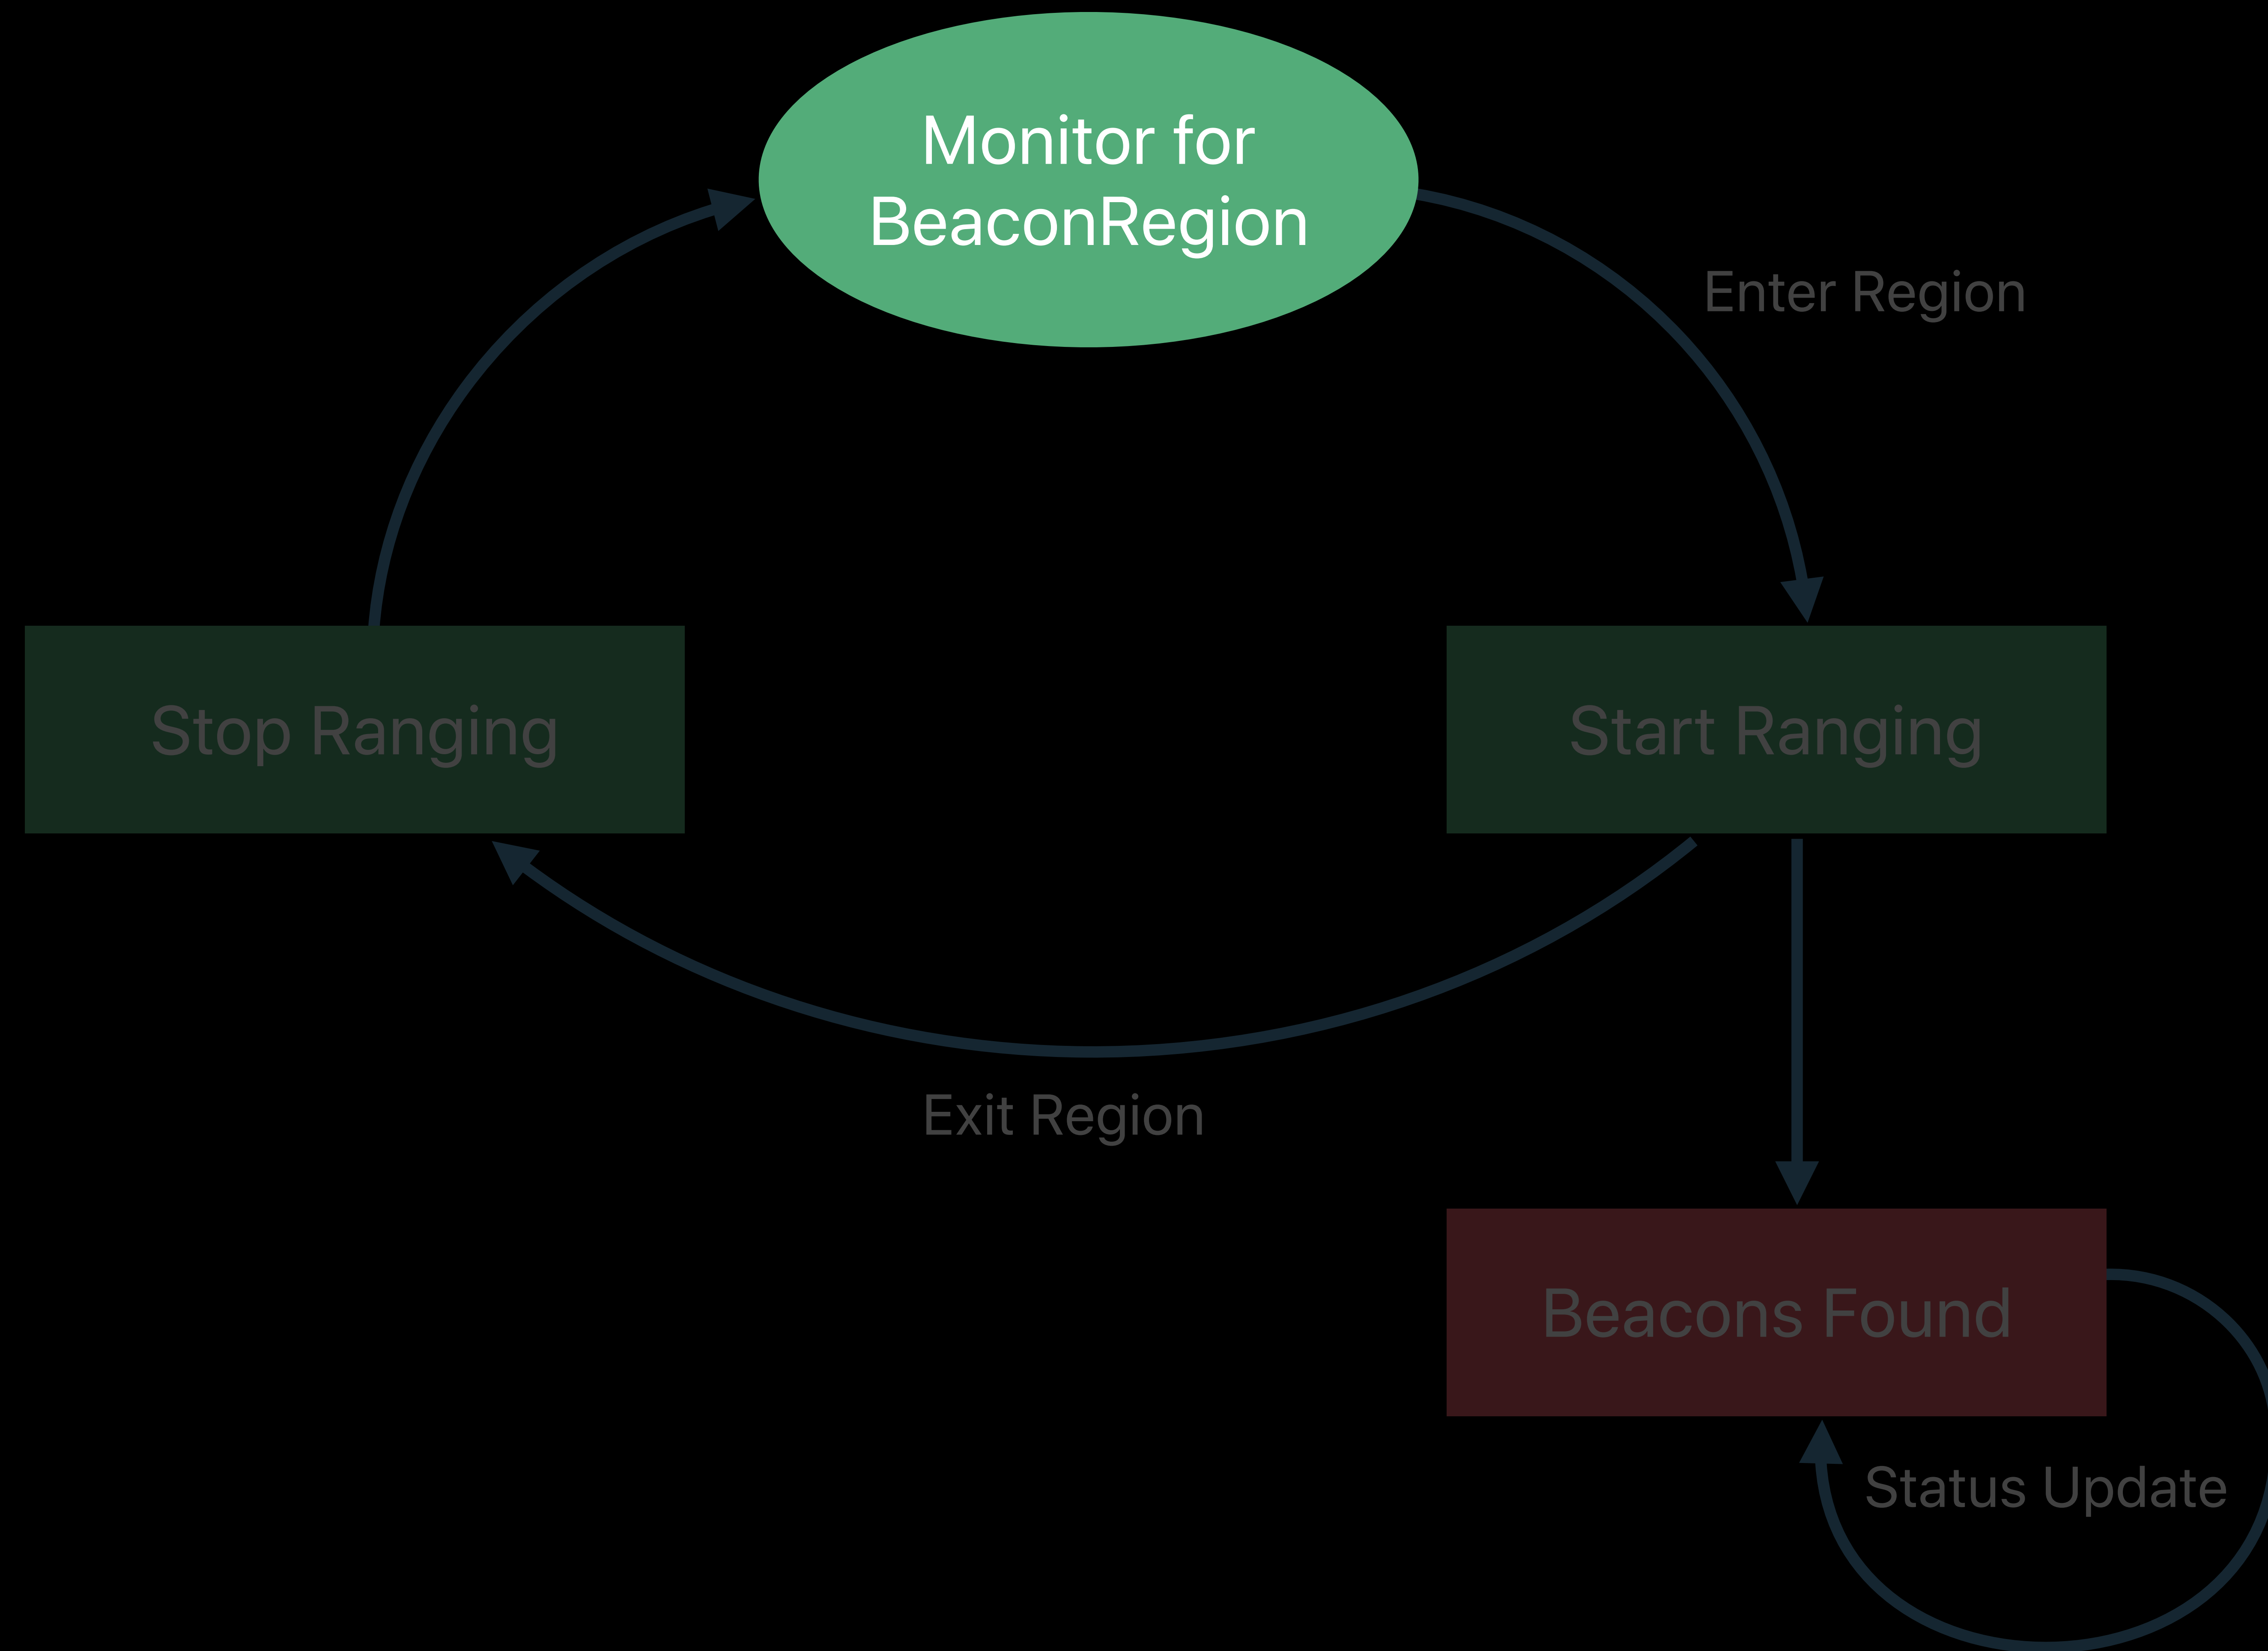 Monitor for
BeaconRegion
Enter Region
Stop Ranging
Start Ranging
Exit Region
Beacons Found
Status Update